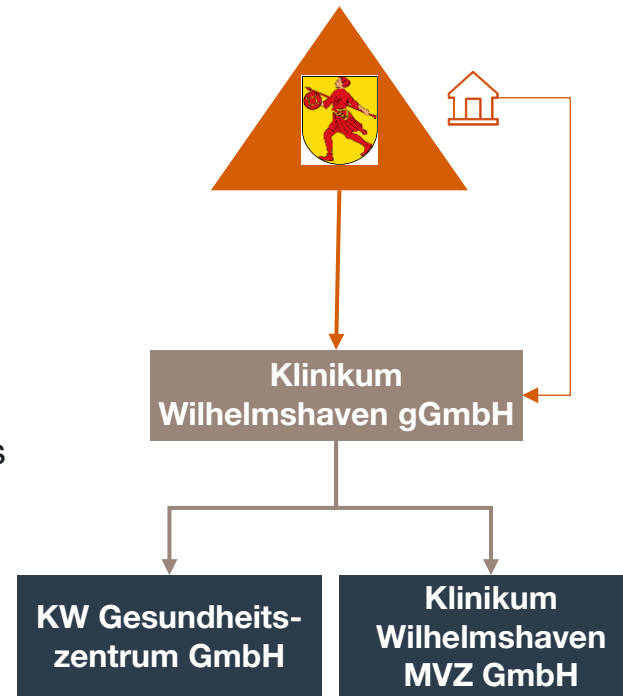 Klinikum
Wilhelmshaven gGmbH
s
KW Gesundheits-
zentrum GmbH
Klinikum
Wilhelmshaven
MVZ GmbH